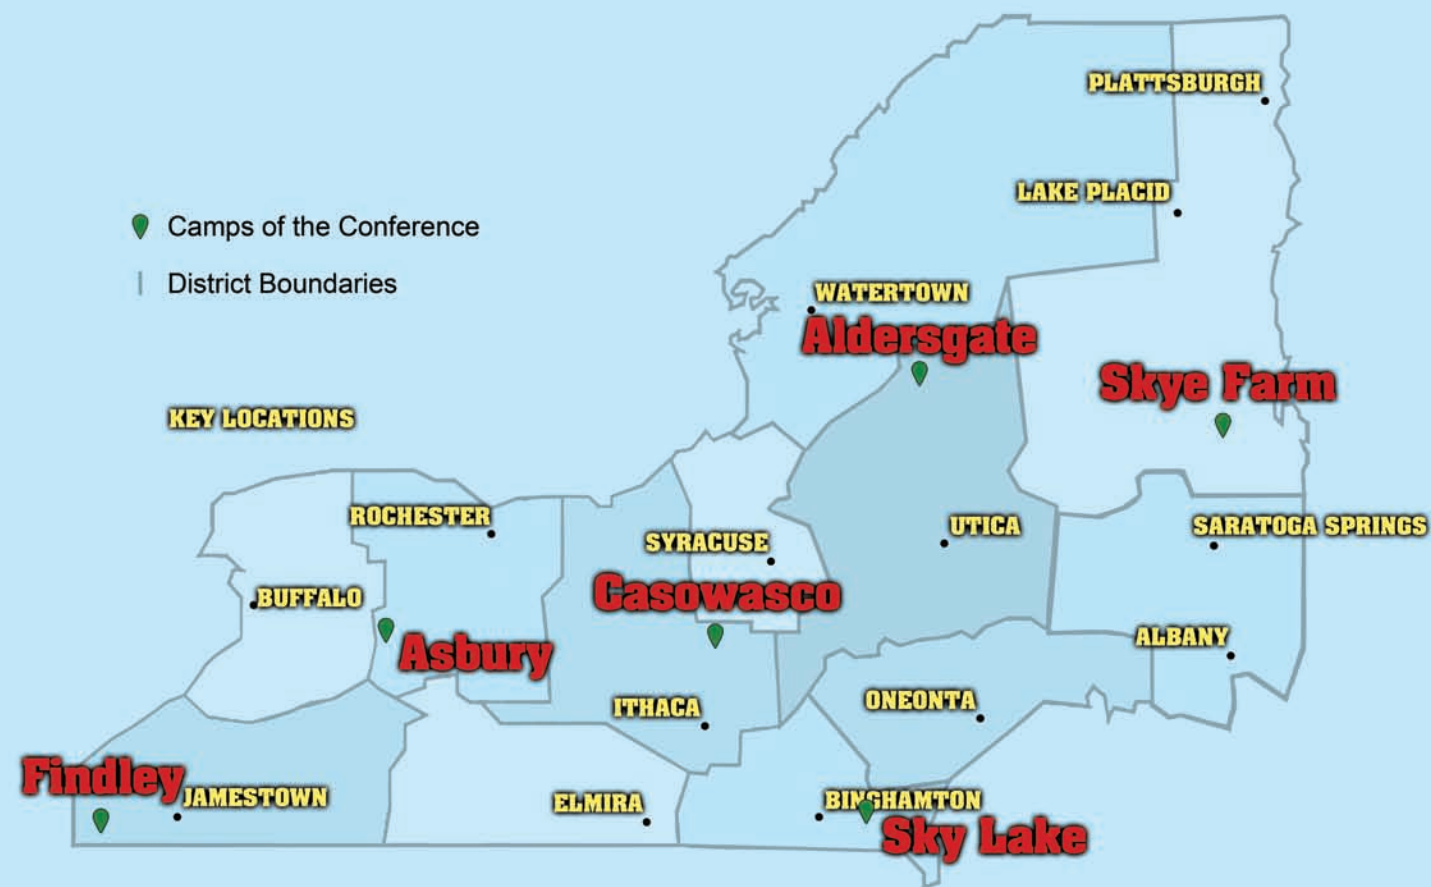 PLATTSBURGH
LAKE PLACID
Camps of the Conference
District Boundaries
WATERTOWN
Aldersgate
Skye Farm
KEY LOCATIONS
ROCHESTER
SYRACUSE
UTICA
SARATOGA SPRINGS
BUFFALO
Casowasco
Asbury
ALBANY
ITHACA
ONEONTA
Findley
JAMESTOWN
ELMIRA
BINGHAMTON
Sky Lake